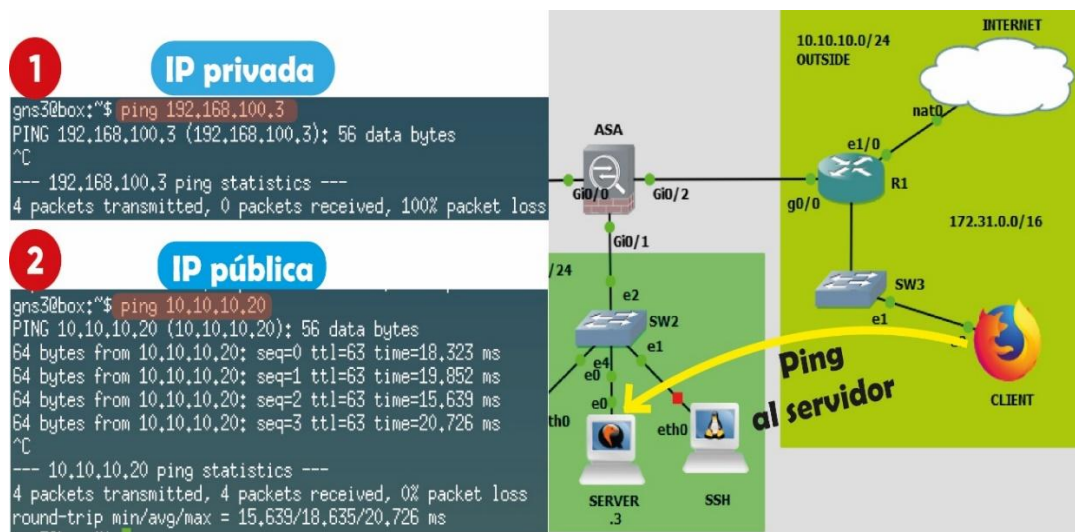 1
IP privada
gns3@box:~$ ping 192.168.100.3
PING 192.168.100.3 (192.168.100.3): 56 data bytes
^C
--- 192.168.100.3 ping statistics ---
4 packets transmitted, 0 packets received, 100% packet loss
2
IP pública
gns3@box:~$ ping 10.10.10.20
PING 10.10.10.20 (10.10.10.20): 56 data bytes
64 bytes from 10.10.10.20: seq=0 ttl=63 time=18.323 ms
64 bytes from 10.10.10.20: seq=1 ttl=63 time=19.852 ms
64 bytes from 10.10.10.20: seq=2 ttl=63 time=15.639 ms
64 bytes from 10.10.10.20: seq=3 ttl=63 time=20.726 ms
^C
--- 10.10.10.20 ping statistics ---
4 packets transmitted, 4 packets received, 0% packet loss
round-trip min/avg/max = 15.639/18.635/20.726 ms
INTERNET
10.10.10.0/24
OUTSIDE
nat0
ASA
e1/0
Gi0/0
Gi0/2
R1
g0/0
172.31.0.0/16
Gi0/1
/24
e2
SW3
SW2
e1
e1
e4
e0
Ping
al servidor
CLIENT
e0
th0
eth0
SERVER
.3
SSH